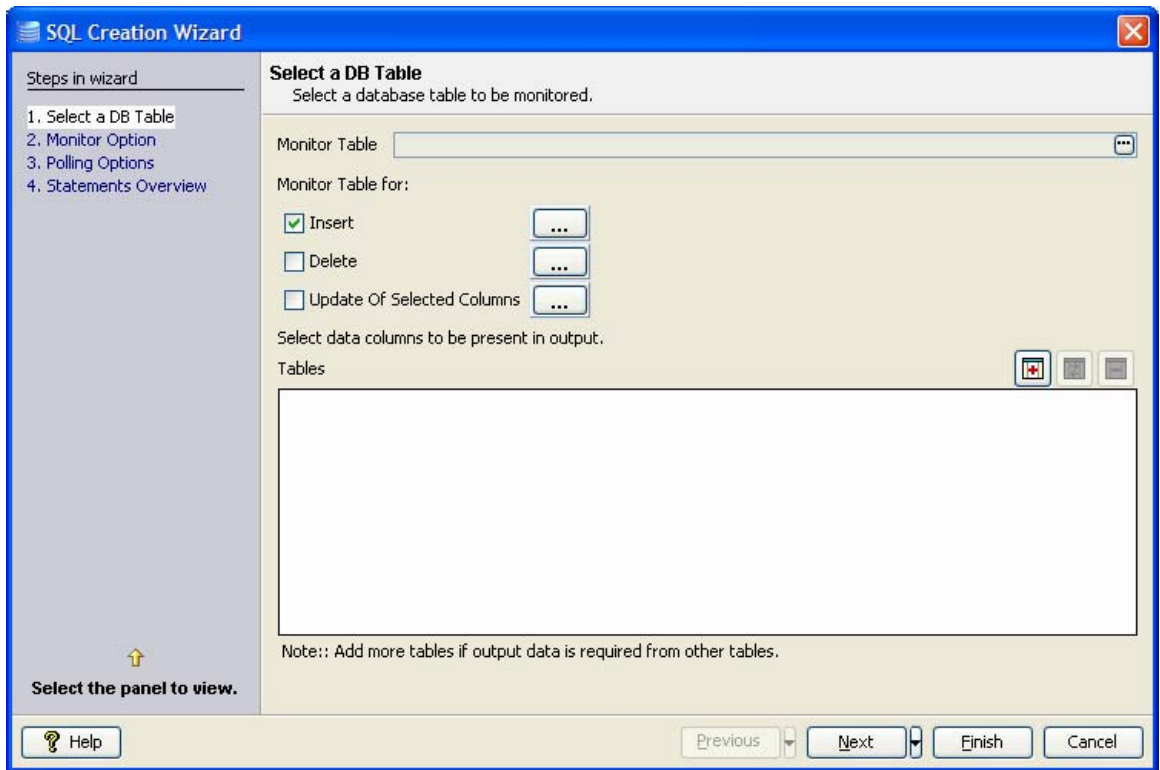 SQL Creation Wizard
Steps in wizard
1. Select a DB Table
2. Monitor Option
3. Polling Options
4. Statements Overview
Select the panel to view.
Select a DB Table
Select a database table to be monitored.
Monitor Table
...
Monitor Table for:
Insert ...
Delete ...
Update Of Selected Columns ...
Select data columns to be present in output.
Tables
Note:: Add more tables if output data is required from other tables.
Help
Previous
Next
Finish
Cancel